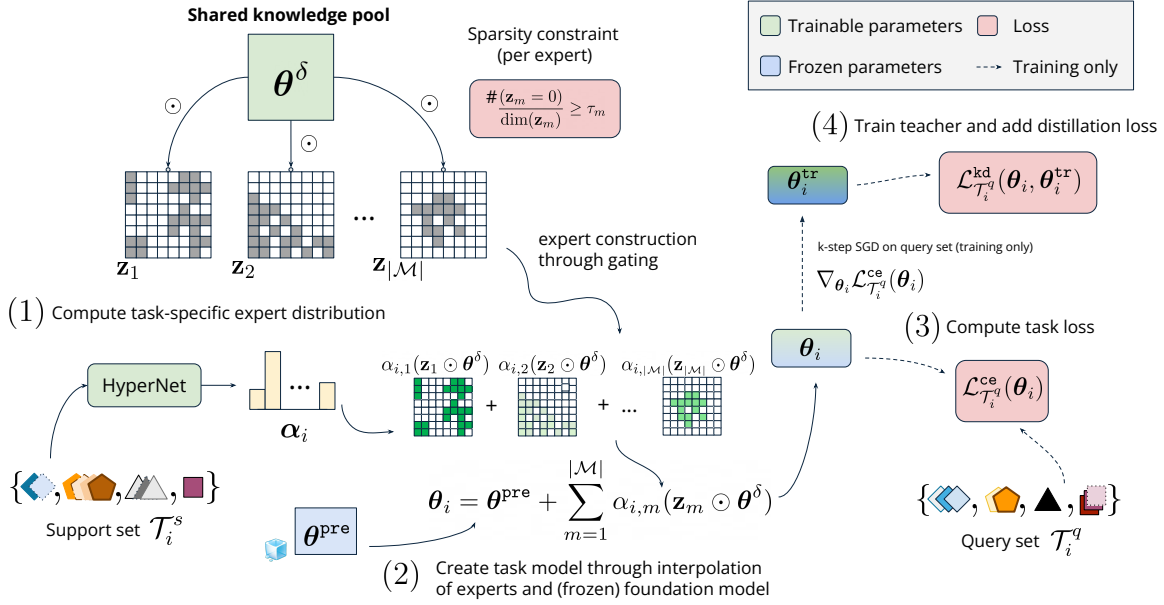 Shared knowledge pool
θ^δ
⊙
⊙
⊙
Sparsity constraint
(per expert)
#(z_m = 0) / dim(z_m) ≥ τ_m
z_1
z_2
...
z_|M|
expert construction
through gating
Trainable parameters
Loss
Frozen parameters
Training only
(4) Train teacher and add distillation loss
θ_i^tr
L^kd_{T_i^q}(θ_i, θ_i^tr)
k-step SGD on query set (training only)
∇_{θ_i} L^ce_{T_i^q}(θ_i)
(1) Compute task-specific expert distribution
HyperNet
...
α_i
α_{i,1}(z_1 ⊙ θ^δ) α_{i,2}(z_2 ⊙ θ^δ) α_{i,|M|}(z_|M| ⊙ θ^δ)
+ + ...
θ_i
(3) Compute task loss
L^ce_{T_i^q}(θ_i)
{ , , , }
Support set T_i^s
θ^pre
θ_i = θ^pre + ∑_{m=1}^{|M|} α_{i,m}(z_m ⊙ θ^δ)
{ , , , }
Query set T_i^q
(2) Create task model through interpolation
of experts and (frozen) foundation model